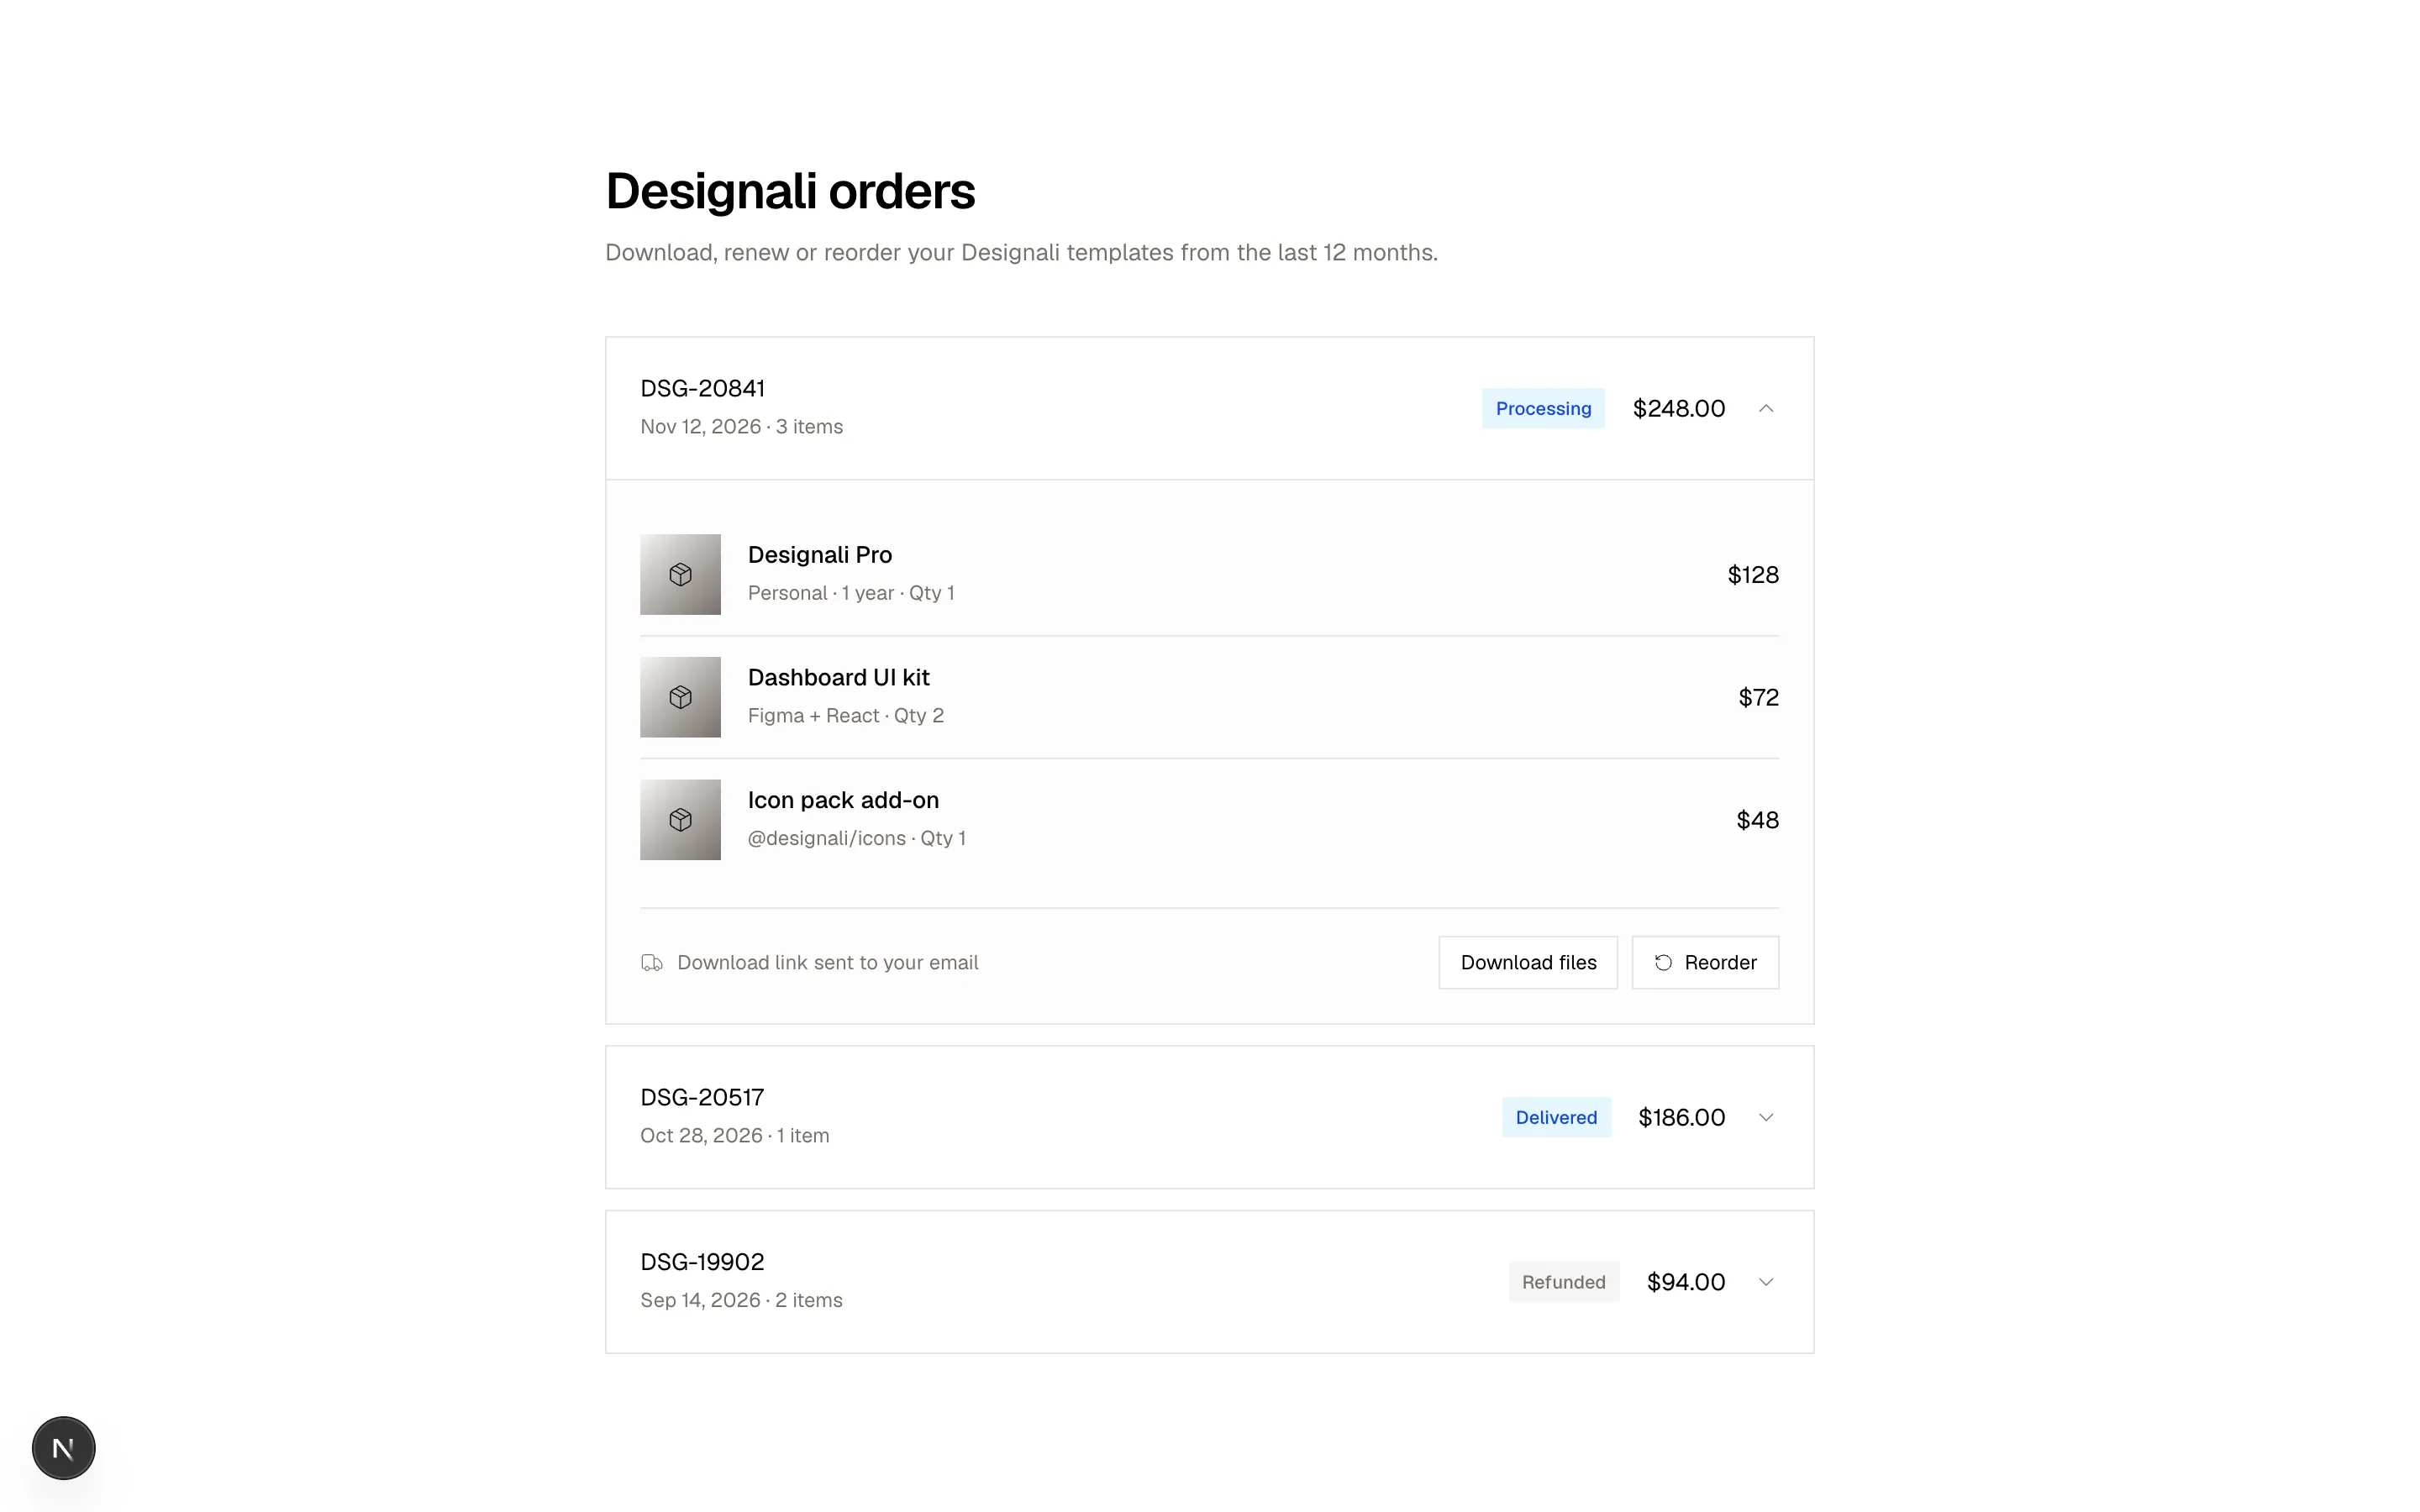 Designali orders
Download, renew or reorder your Designali templates from the last 12 months.
DSG-20841
Nov 12, 2026 · 3 items
Processing
$248.00
Designali Pro
Personal · 1 year · Qty 1
$128
Dashboard UI kit
Figma + React · Qty 2
$72
Icon pack add-on
@designali/icons · Qty 1
$48
Download link sent to your email
Download files
Reorder
DSG-20517
Oct 28, 2026 · 1 item
Delivered
$186.00
DSG-19902
Sep 14, 2026 · 2 items
Refunded
$94.00
N